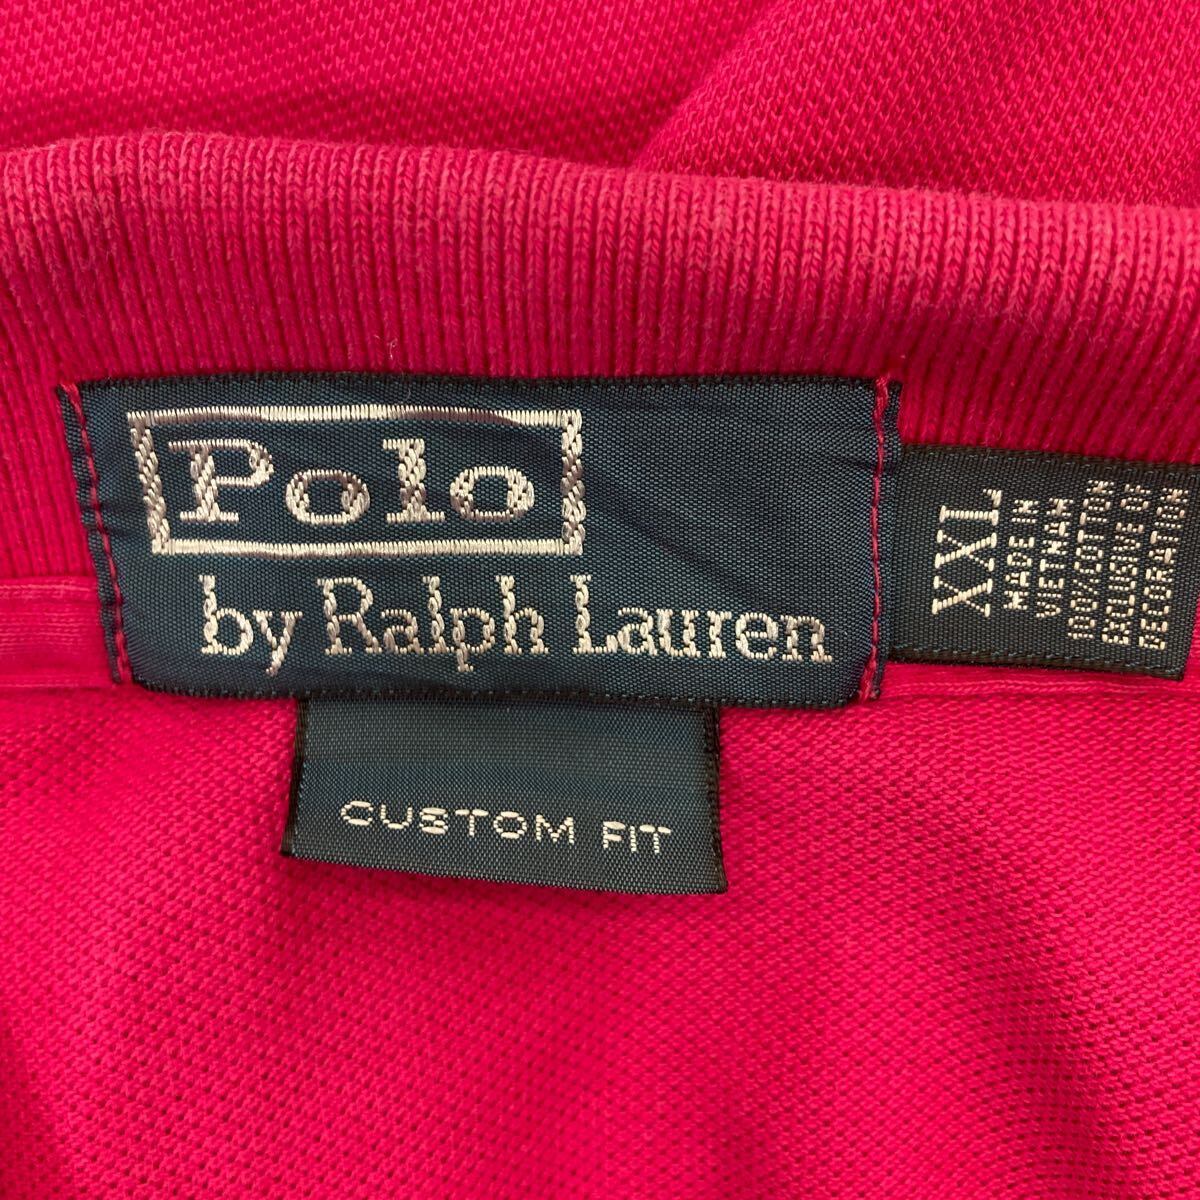 Polo
by Ralph Lauren
CUSTOM FIT
XXL
MADE IN
VIETNAM
100%COTTON
EXCLUSIVE OF
DECORATION